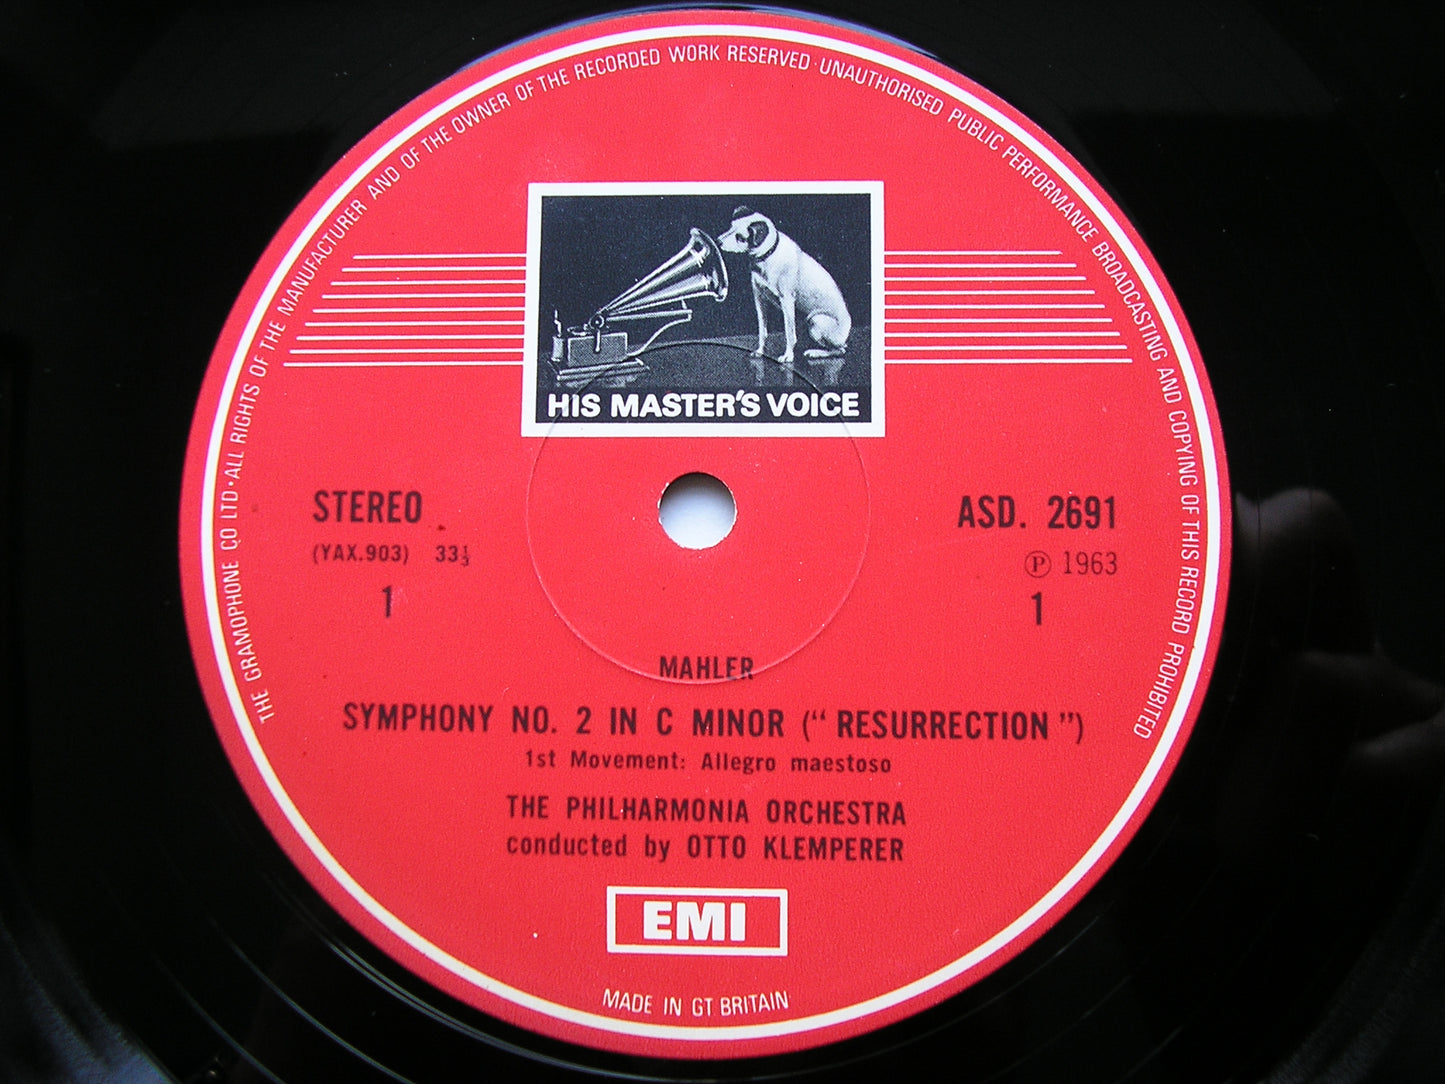 THE GRAMOPHONE CO LTD · ALL RIGHTS OF THE MANUFACTURER AND OF THE OWNER OF THE RECORDED WORK RESERVED · UNAUTHORISED PUBLIC PERFORMANCE BROADCASTING AND COPYING OF THIS RECORD PROHIBITED
HIS MASTER'S VOICE
STEREO
(YAX.903) 33⅓
1
ASD. 2691
Ⓟ 1963
1
MAHLER
SYMPHONY NO. 2 IN C MINOR (“RESURRECTION”)
1st Movement: Allegro maestoso
THE PHILHARMONIA ORCHESTRA
conducted by OTTO KLEMPERER
EMI
MADE IN GT BRITAIN